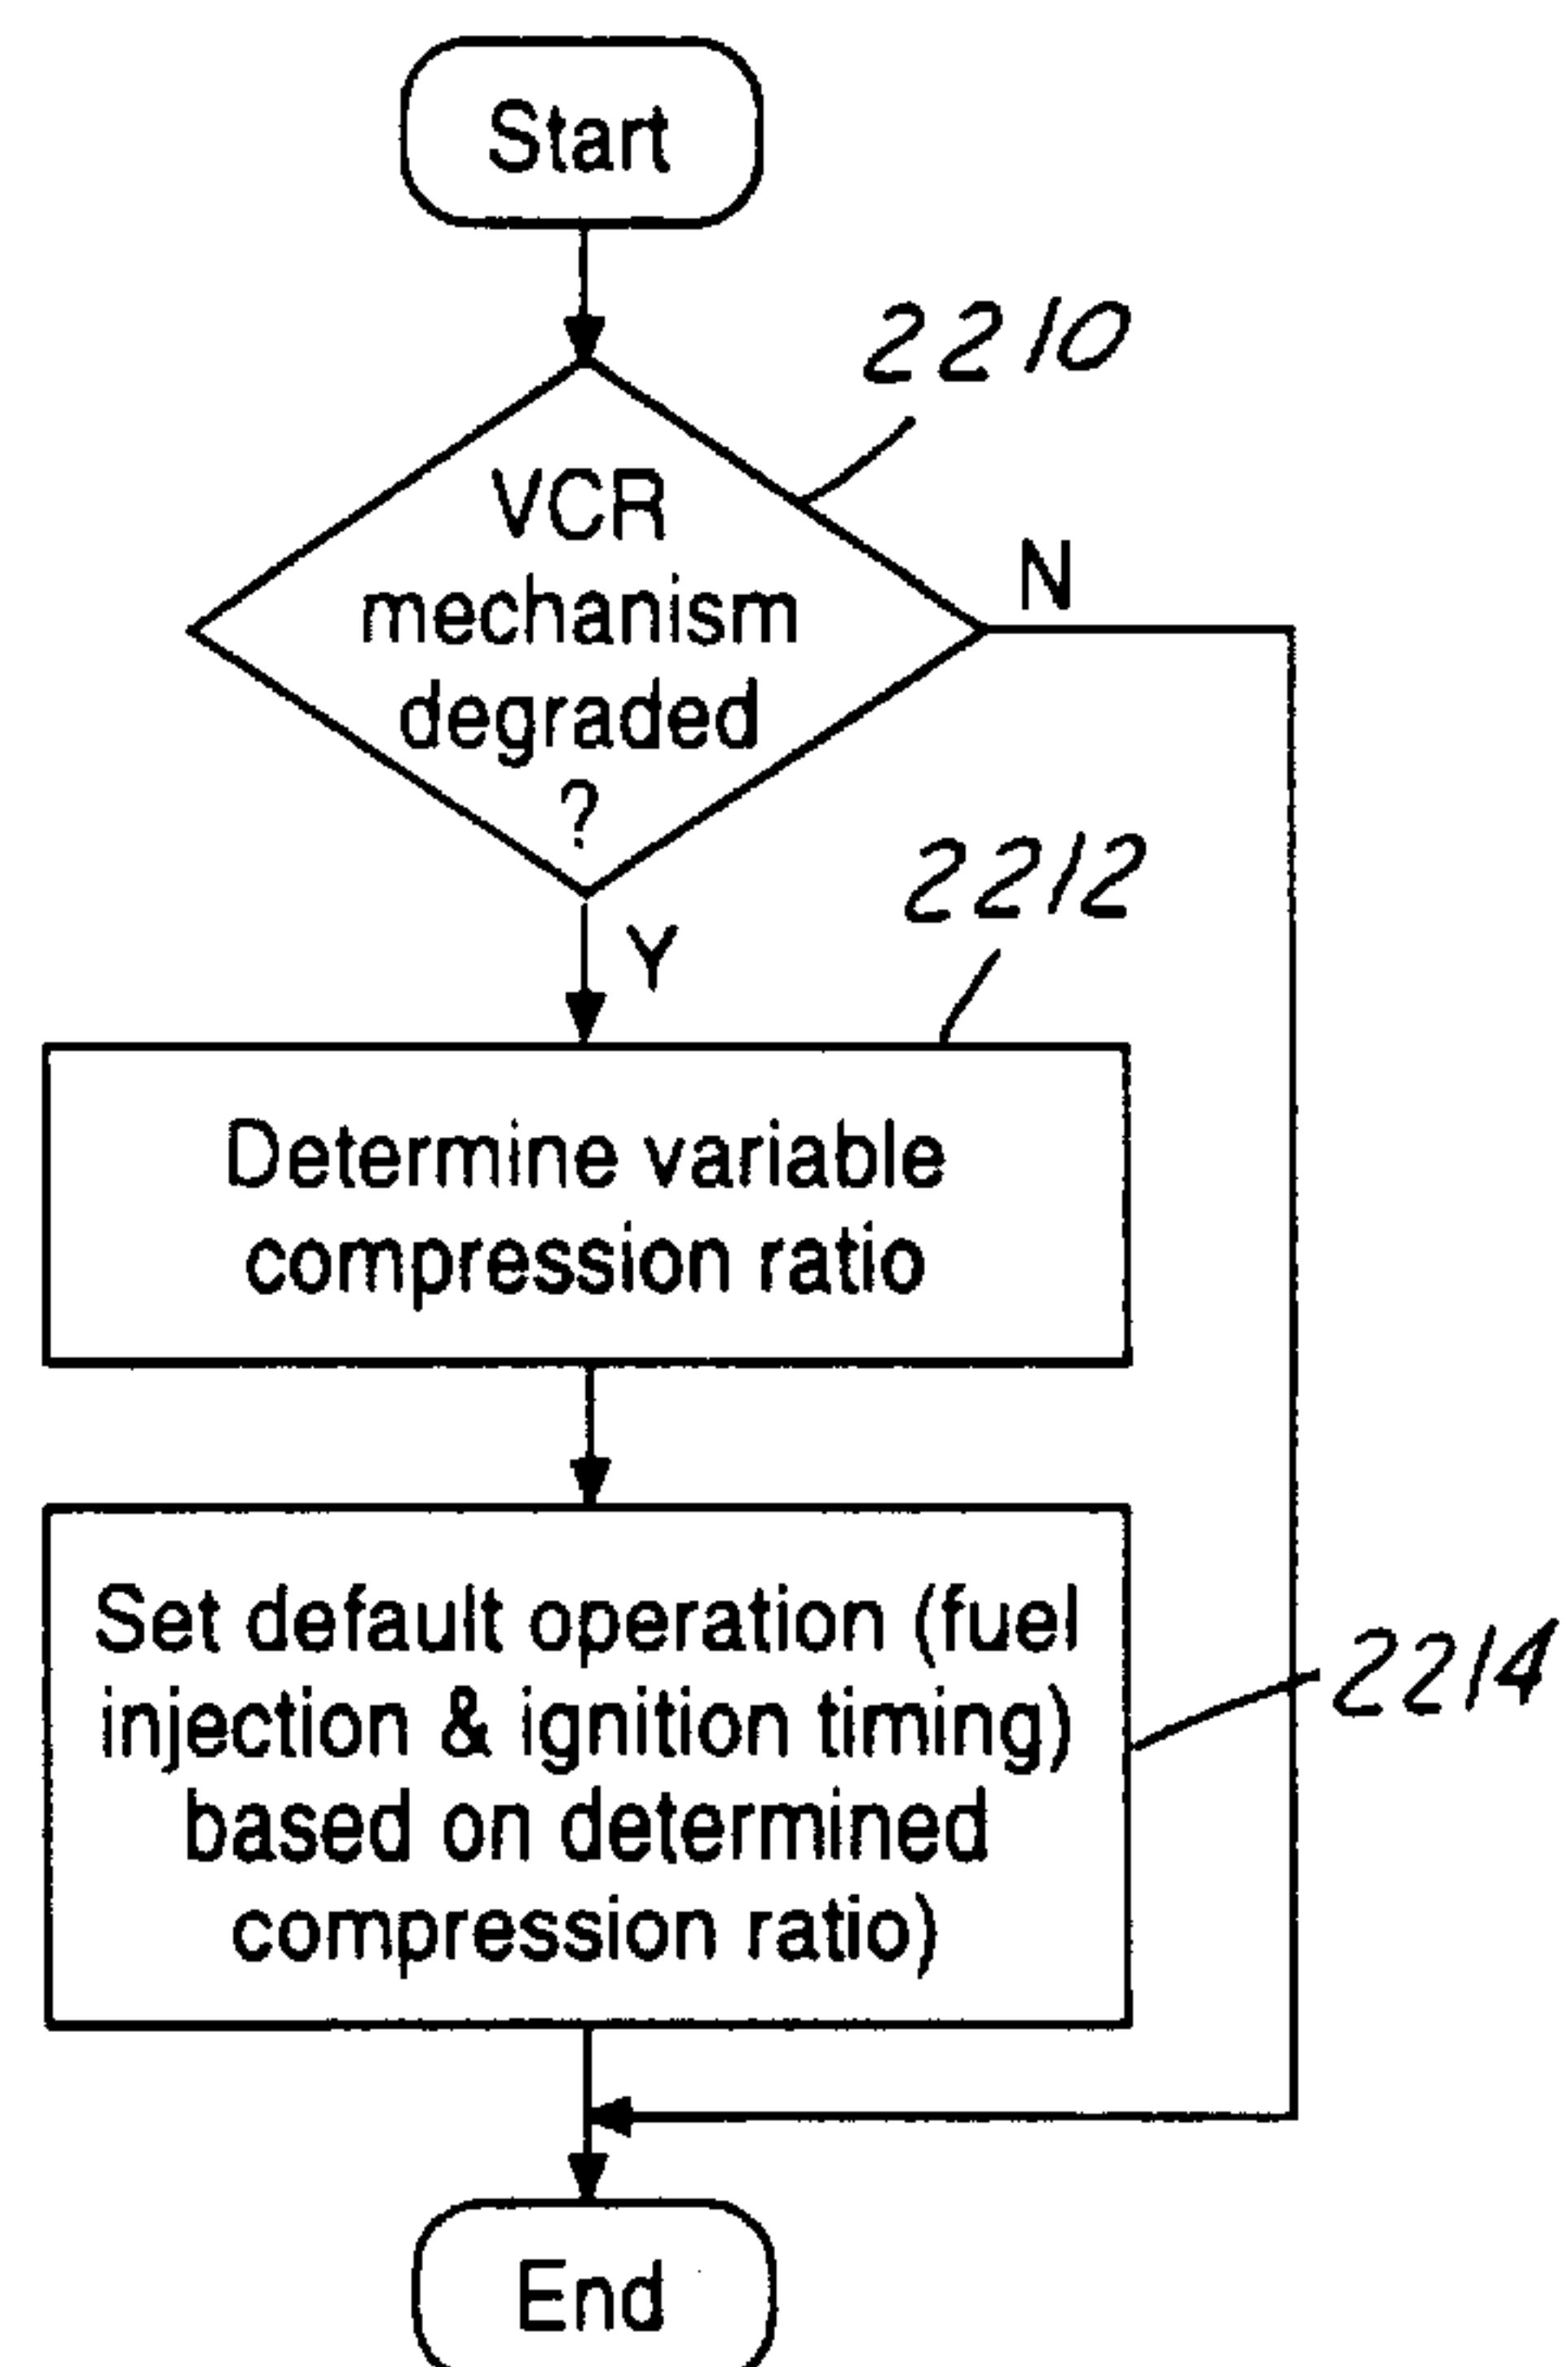 Start
2210
VCR
mechanism
degraded
?
N
Y
2212
Determine variable
compression ratio
Set default operation (fuel
injection & ignition timing)
based on determined
compression ratio)
2214
End